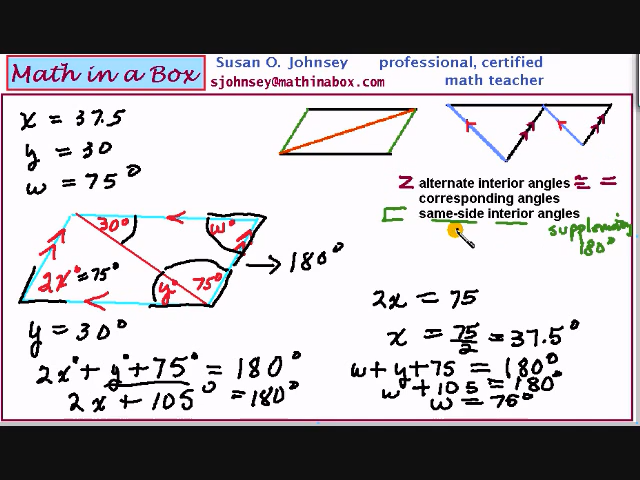 Math in a Box
Susan O. Johnsey professional, certified
sjohnsey@mathinabox.com math teacher
x = 37.5
y = 30
w = 75°
Z alternate interior angles ≅ =
corresponding angles
same-side interior angles
supplementary
180°
30° w°
2x° = 75° y° 75° → 180°
y = 30°
2x° + y° + 75° = 180°
2x + 105° = 180°
2x = 75
x = 75/2 = 37.5°
w + y + 75 = 180°
w + 105 = 180°
w = 75°